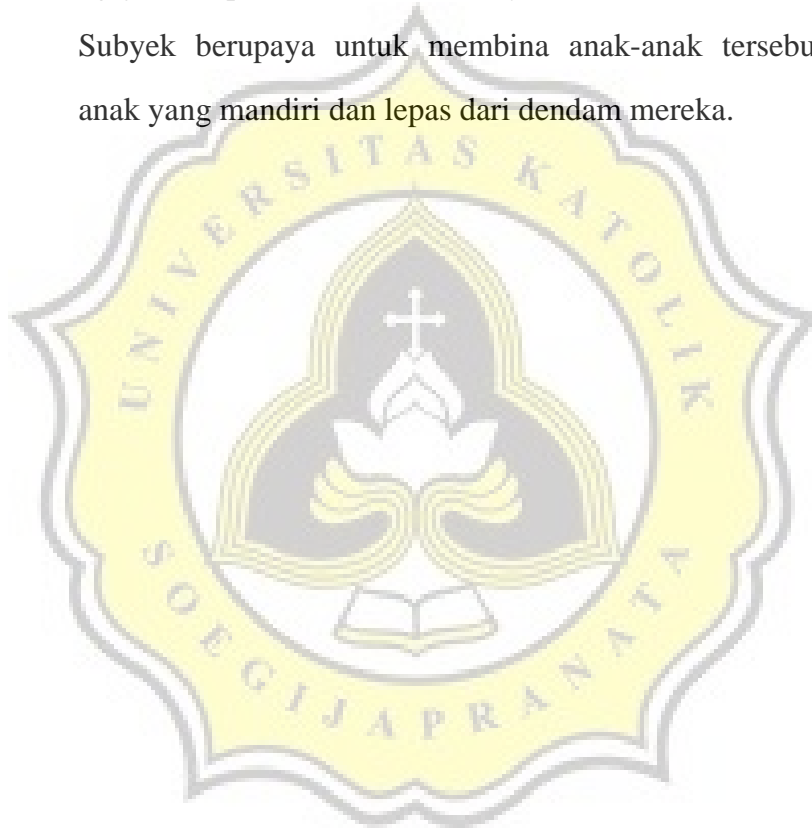 Subyek berupaya untuk membina anak-anak tersebu
anak yang mandiri dan lepas dari dendam mereka.
UNIVERSITAS KATOLIK
SOEGIJAPRANATA